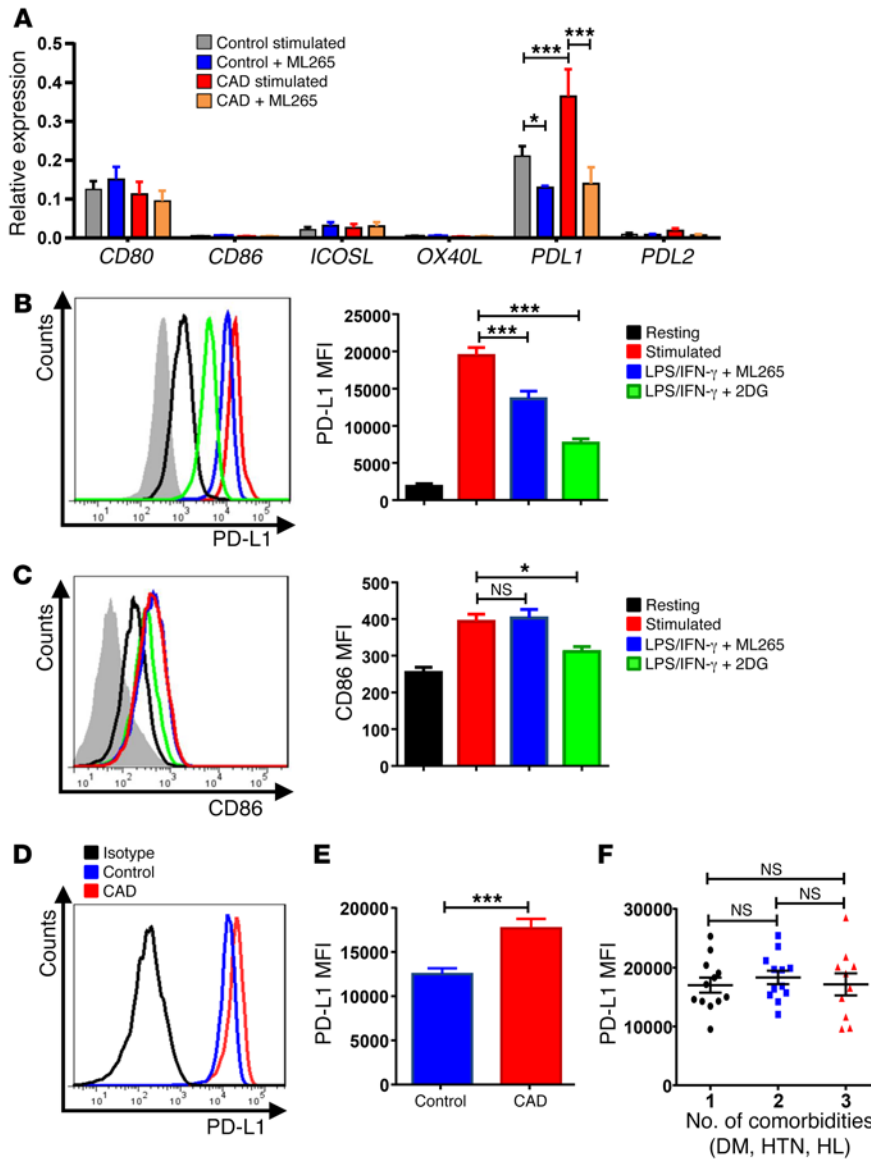 A
Control stimulated
Control + ML265
CAD stimulated
CAD + ML265
Relative expression
0.5
0.4
0.3
0.2
0.1
0.0
***
***
*
CD80 CD86 ICOSL OX40L PDL1 PDL2
B
Counts
10¹ 10² 10³ 10⁴ 10⁵
PD-L1
PD-L1 MFI
25000
20000
15000
10000
5000
0
***
***
Resting
Stimulated
LPS/IFN-γ + ML265
LPS/IFN-γ + 2DG
C
Counts
10¹ 10² 10³ 10⁴ 10⁵
CD86
CD86 MFI
500
400
300
200
100
0
*
NS
Resting
Stimulated
LPS/IFN-γ + ML265
LPS/IFN-γ + 2DG
D
Isotype
Control
CAD
Counts
10¹ 10² 10³ 10⁴ 10⁵
PD-L1
E
PD-L1 MFI
20000
15000
10000
5000
0
***
Control CAD
F
PD-L1 MFI
30000
20000
10000
0
NS
NS NS
1 2 3
No. of comorbidities
(DM, HTN, HL)